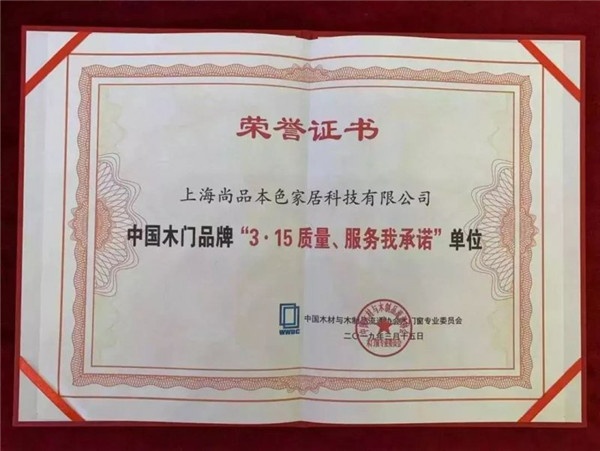 荣誉证书
上海尚品本色家居科技有限公司
中国木门品牌“3·15质量、服务我承诺”单位
WWDC
中国木材与木制品流通协会木门窗专业委员会
二〇一九年三月十五日